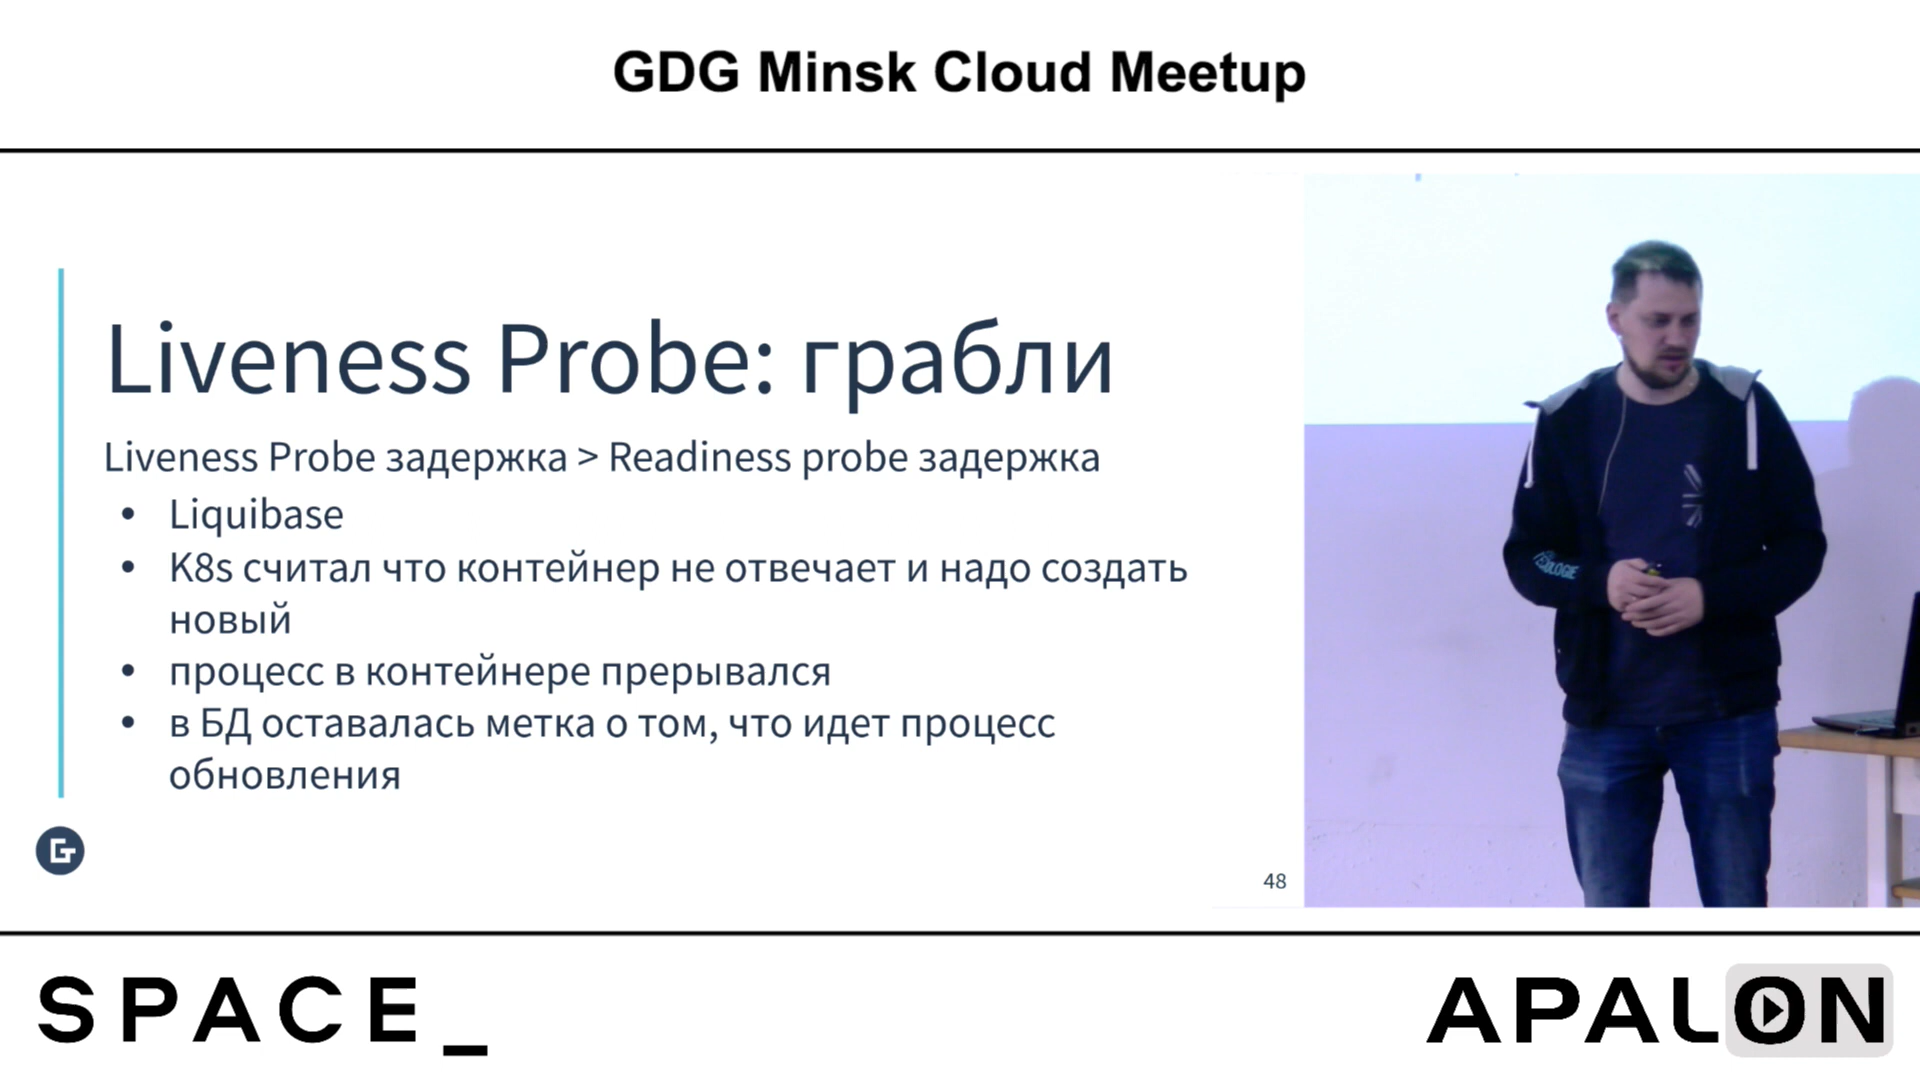 GDG Minsk Cloud Meetup
Liveness Probe: грабли
Liveness Probe задержка > Readiness probe задержка
• Liquibase
• K8s считал что контейнер не отвечает и надо создать
новый
• процесс в контейнере прерывался
• в БД оставалась метка о том, что идет процесс
обновления
48
SPACE_
APALON